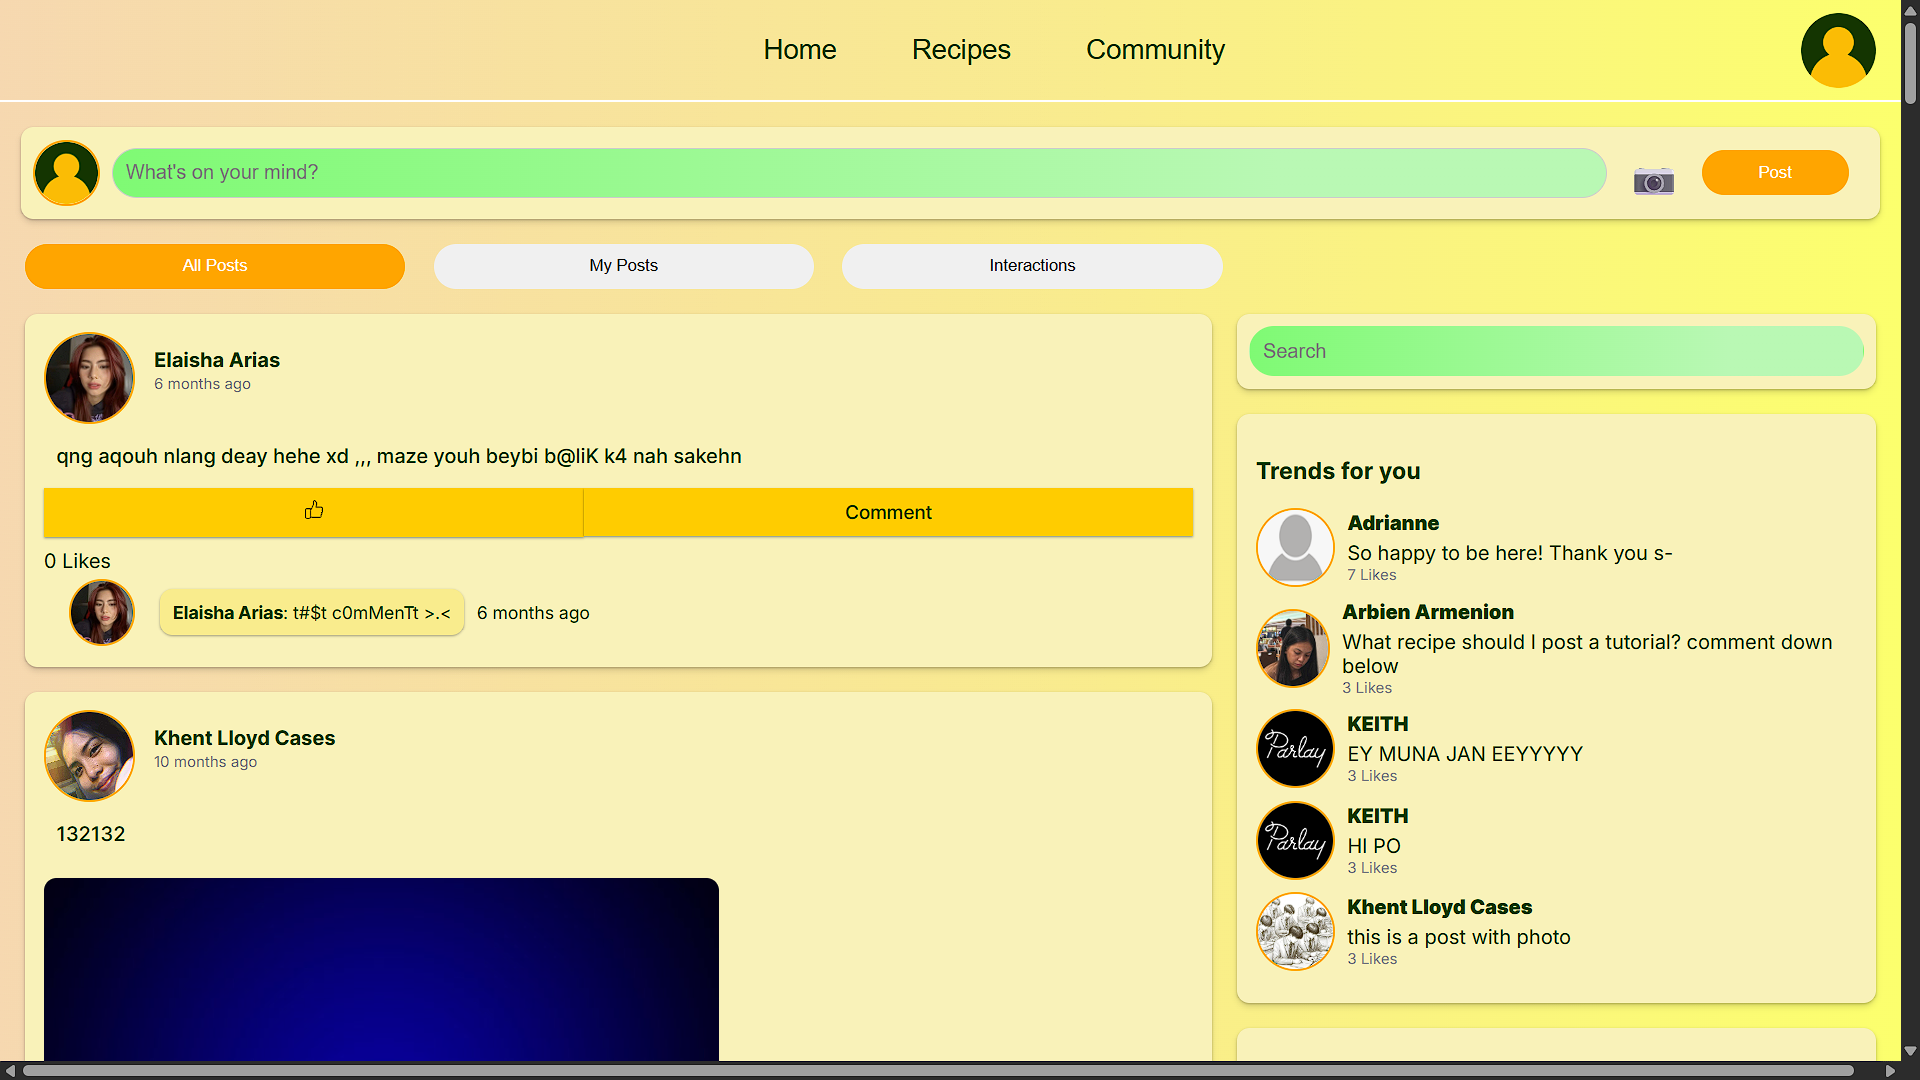 Home Recipes Community
What's on your mind?
Post
All Posts My Posts Interactions
Elaisha Arias
6 months ago
qng aqouh nlang deay hehe xd ,,, maze youh beybi b@liK k4 nah sakehn
Comment
0 Likes
Elaisha Arias: t#$t c0mMenTt >.< 6 months ago
Khent Lloyd Cases
10 months ago
132132
Search
Trends for you
Adrianne
So happy to be here! Thank you s-
7 Likes
Arbien Armenion
What recipe should I post a tutorial? comment down
below
3 Likes
Parlay
KEITH
EY MUNA JAN EEYYYYY
3 Likes
Parlay
KEITH
HI PO
3 Likes
Khent Lloyd Cases
this is a post with photo
3 Likes